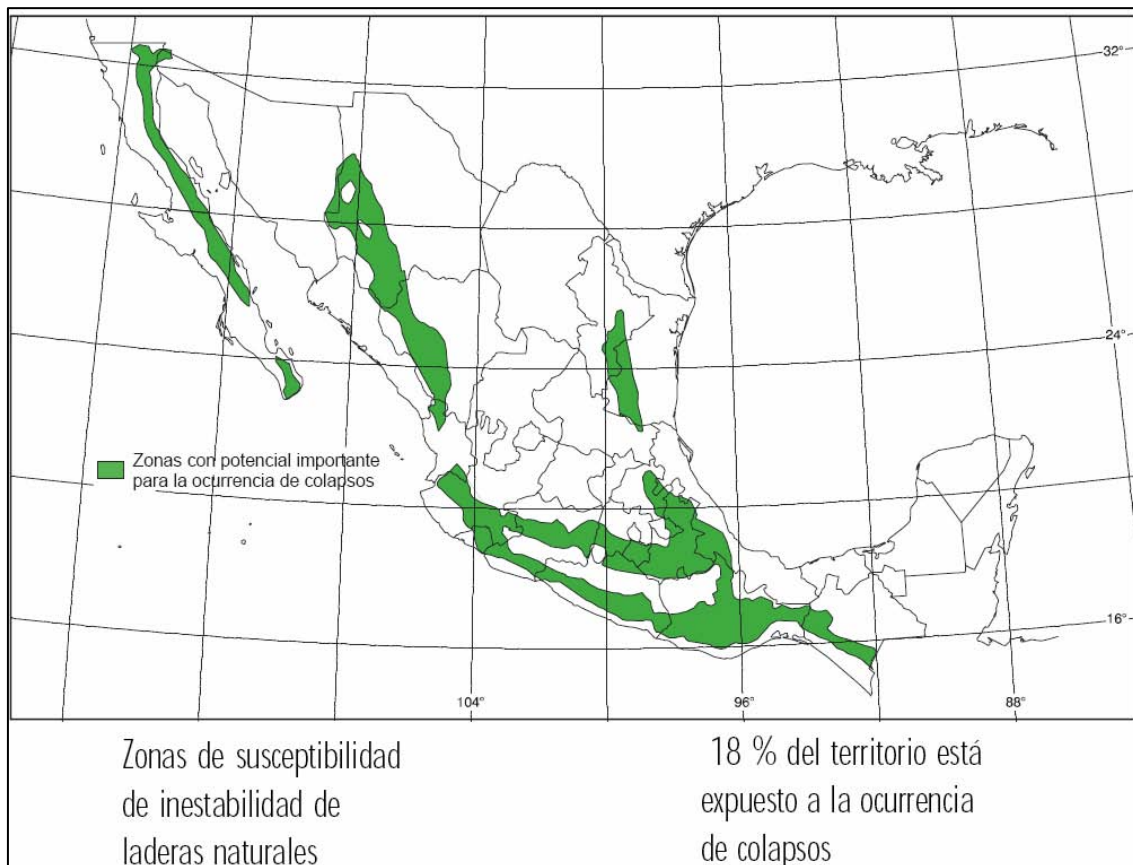 32°
24°
Zonas con potencial importante
para la ocurrencia de colapsos
16°
104°
96°
88°
Zonas de susceptibilidad
de inestabilidad de
laderas naturales
18 % del territorio está
expuesto a la ocurrencia
de colapsos